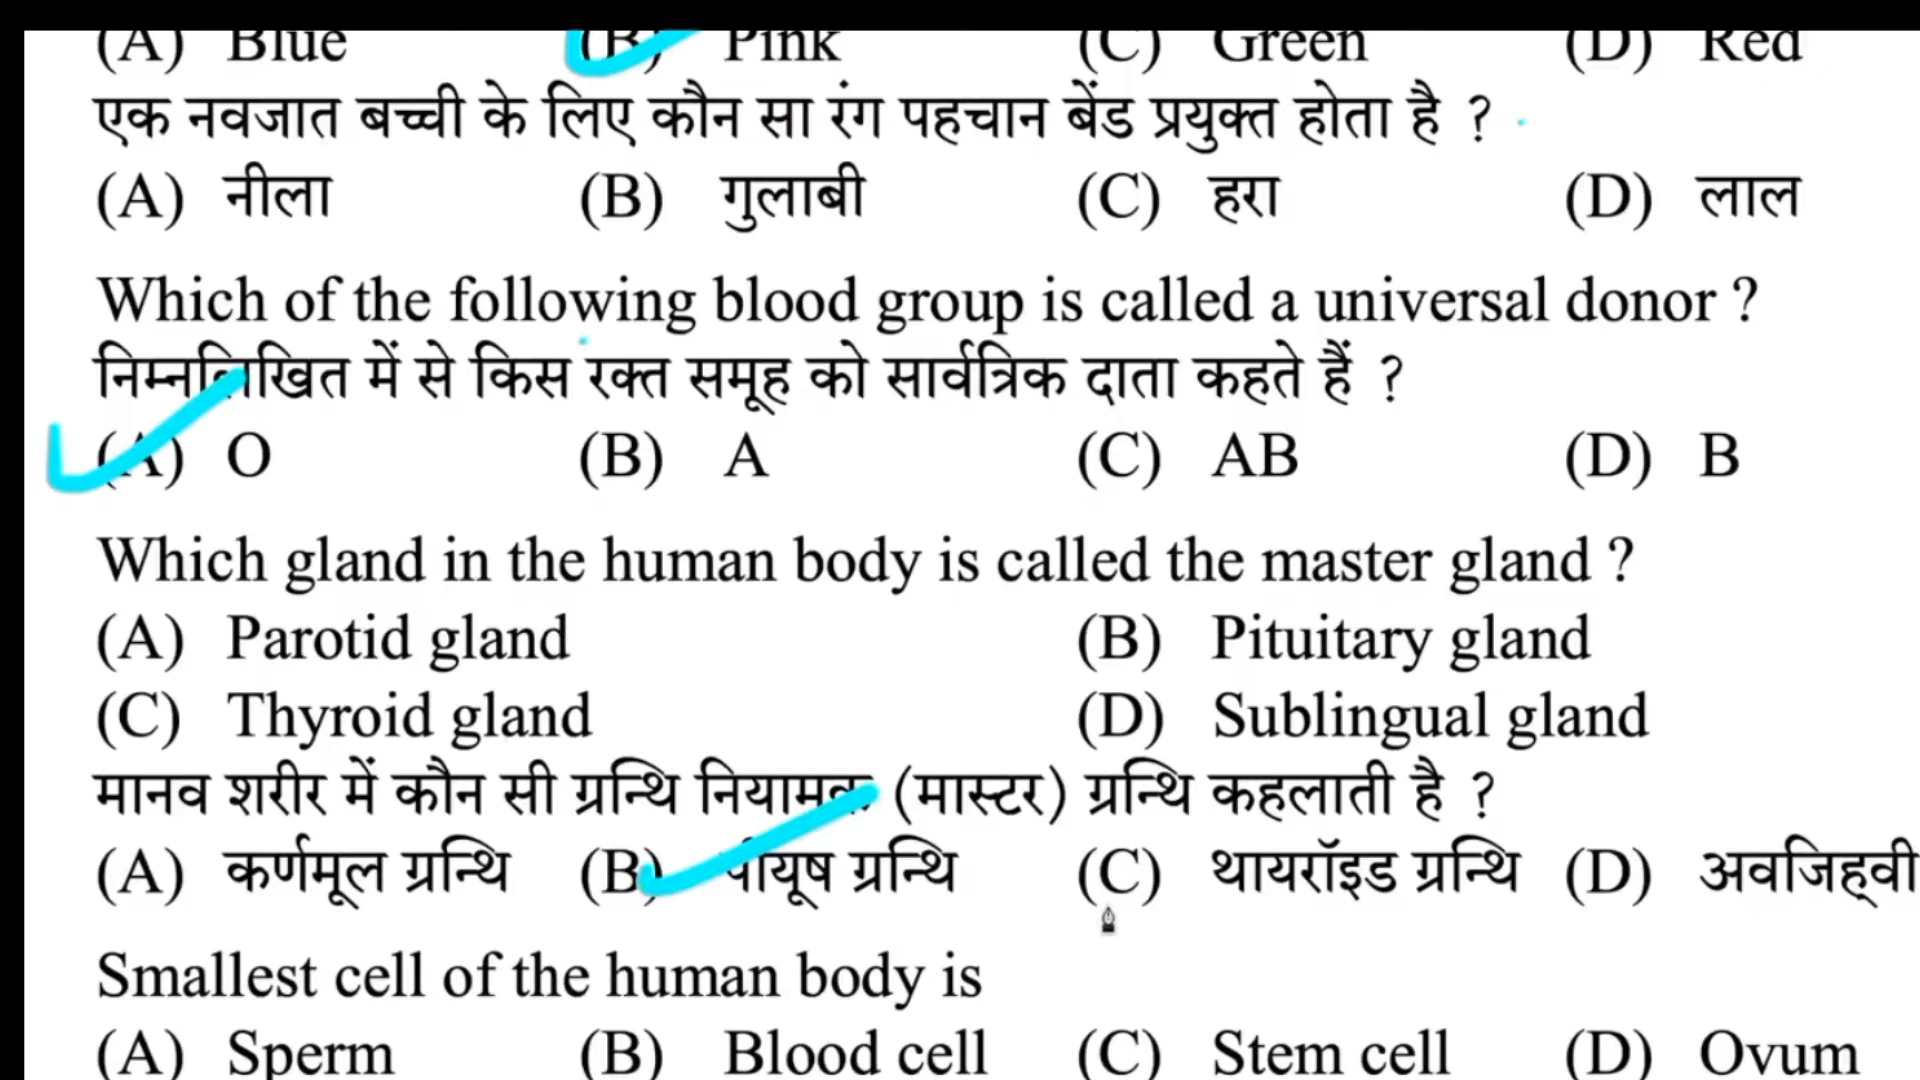 (A) Blue (B) Pink (C) Green (D) Red
एक नवजात बच्ची के लिए कौन सा रंग पहचान बेंड प्रयुक्त होता है ?
(A) नीला (B) गुलाबी (C) हरा (D) लाल
Which of the following blood group is called a universal donor ?
निम्नलिखित में से किस रक्त समूह को सार्वत्रिक दाता कहते हैं ?
(A) O (B) A (C) AB (D) B
Which gland in the human body is called the master gland ?
(A) Parotid gland (B) Pituitary gland
(C) Thyroid gland (D) Sublingual gland
मानव शरीर में कौन सी ग्रन्थि नियामक (मास्टर) ग्रन्थि कहलाती है ?
(A) कर्णमूल ग्रन्थि (B) पीयूष ग्रन्थि (C) थायरॉइड ग्रन्थि (D) अवजिह्वी
Smallest cell of the human body is
(A) Sperm (B) Blood cell (C) Stem cell (D) Ovum